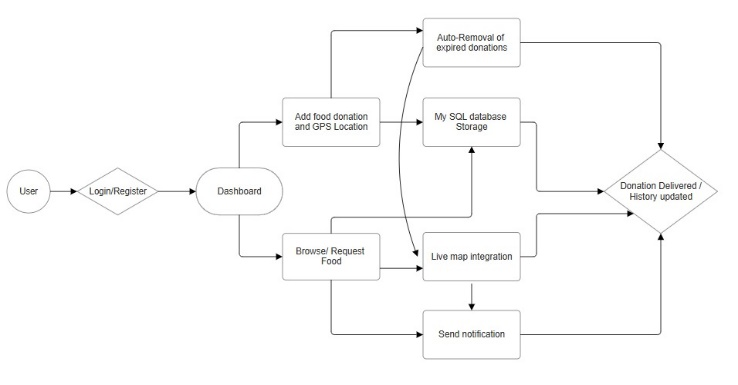 User
Login/Register
Dashboard
Add food donation
and GPS Location
Browse/ Request
Food
Auto-Removal of
expired donations
My SQL database
Storage
Live map integration
Send notification
Donation Delivered /
History updated